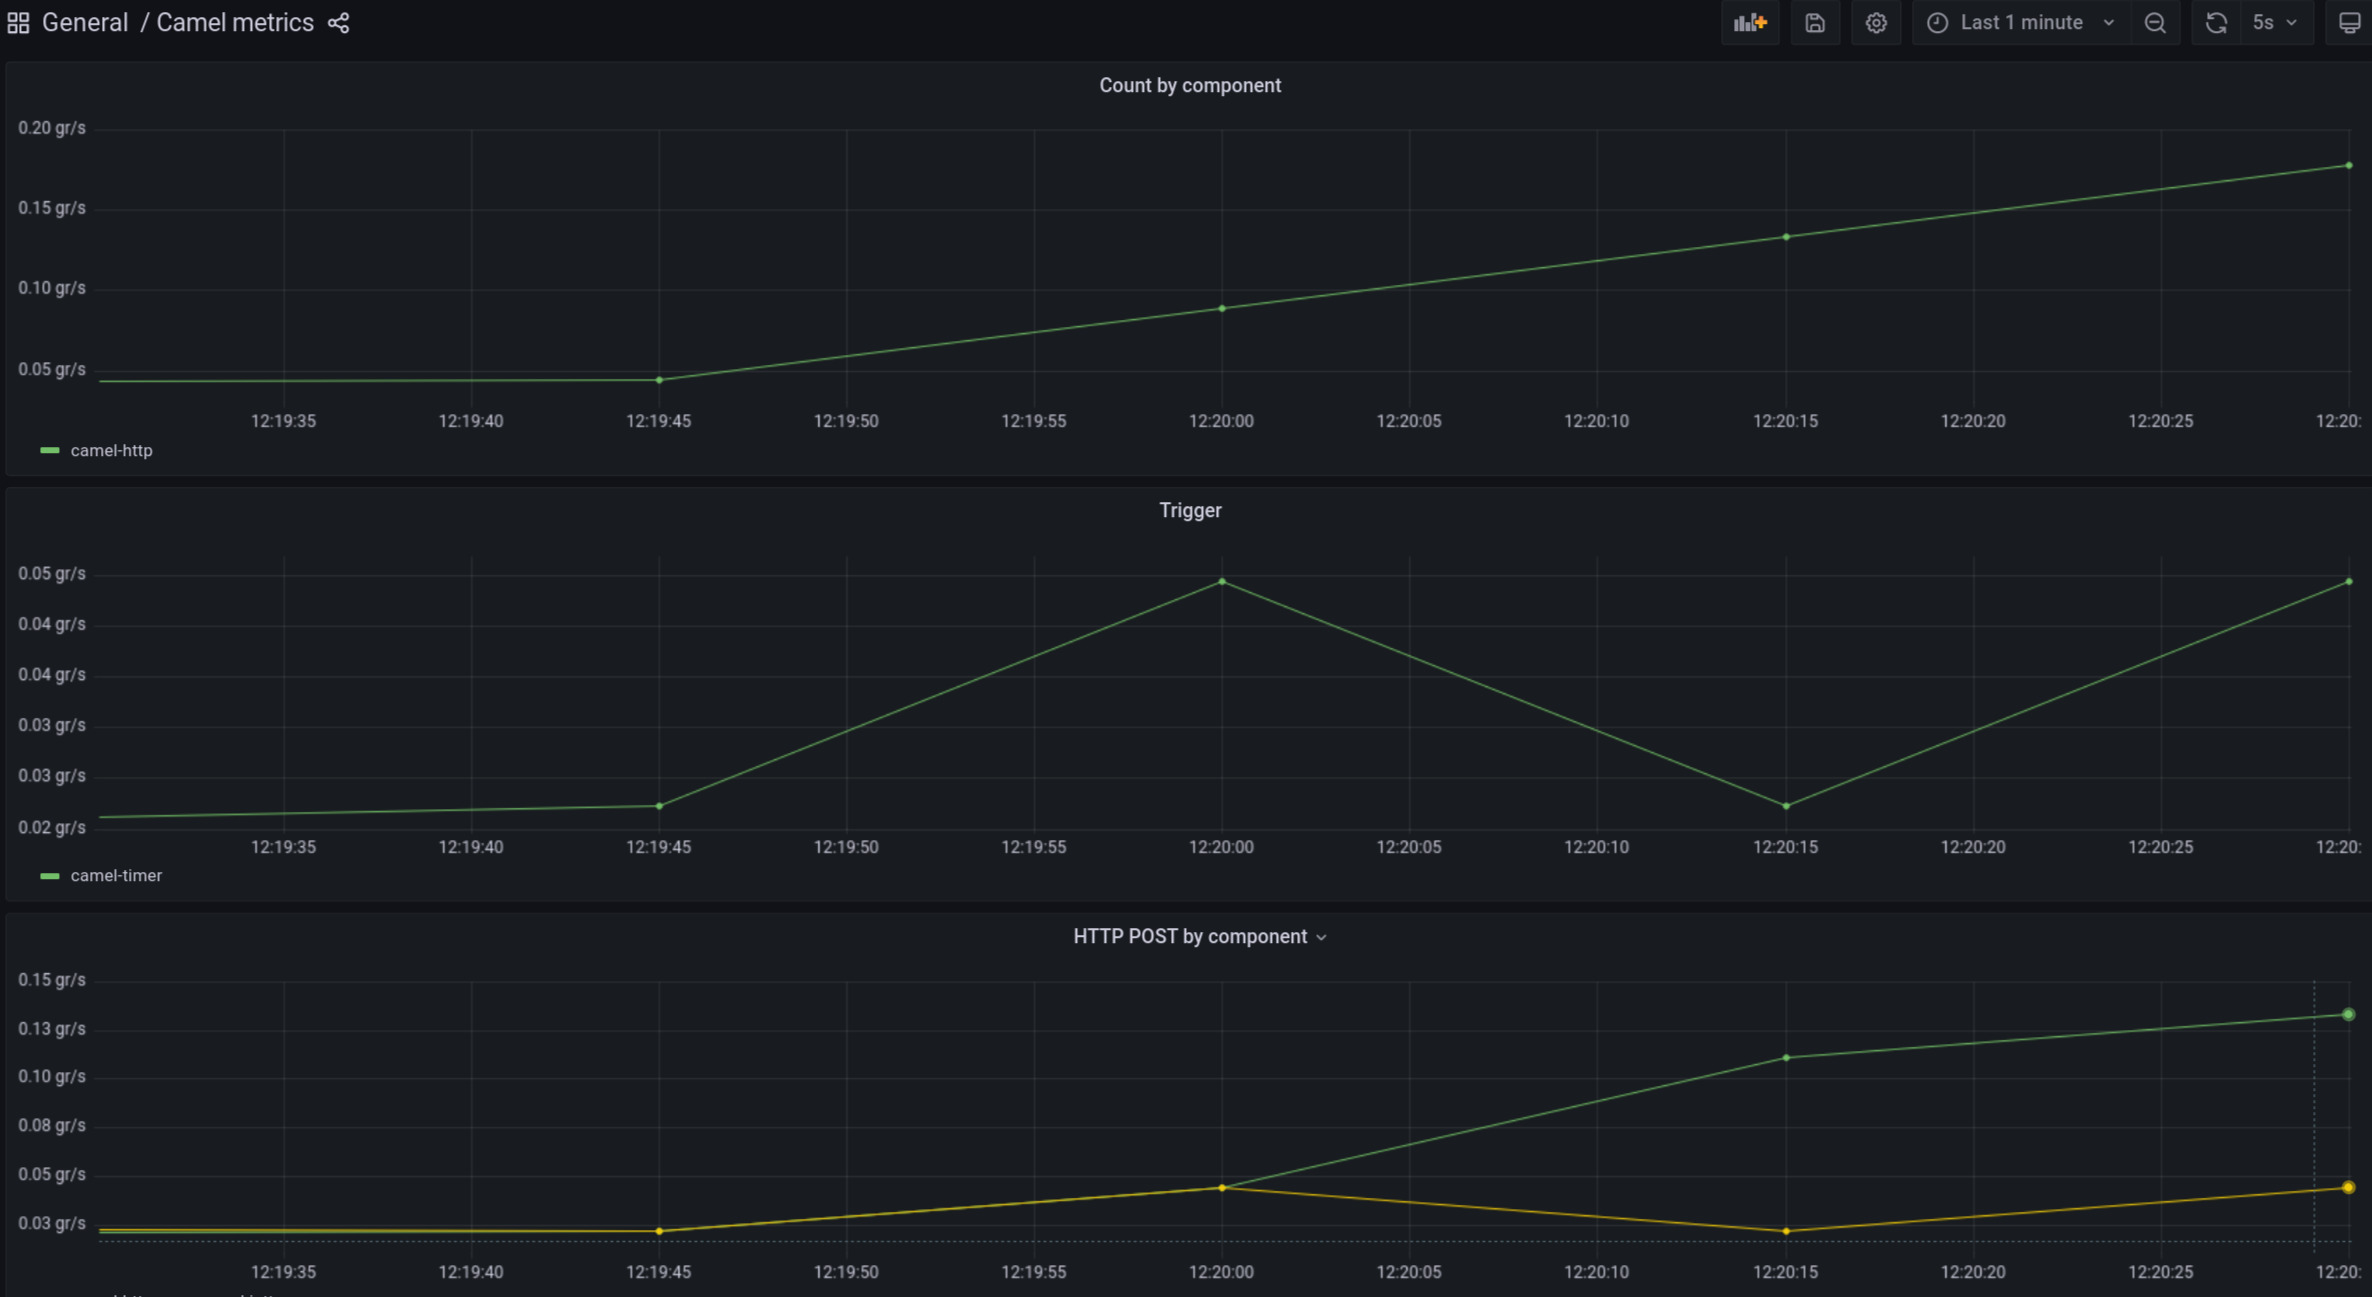 General / Camel metrics
Last 1 minute
5s
Count by component
0.20 gr/s
0.15 gr/s
0.10 gr/s
0.05 gr/s
12:19:35 12:19:40 12:19:45 12:19:50 12:19:55 12:20:00 12:20:05 12:20:10 12:20:15 12:20:20 12:20:25 12:20:
camel-http
Trigger
0.05 gr/s
0.04 gr/s
0.04 gr/s
0.03 gr/s
0.03 gr/s
0.02 gr/s
12:19:35 12:19:40 12:19:45 12:19:50 12:19:55 12:20:00 12:20:05 12:20:10 12:20:15 12:20:20 12:20:25 12:20:
camel-timer
HTTP POST by component
0.15 gr/s
0.13 gr/s
0.10 gr/s
0.08 gr/s
0.05 gr/s
0.03 gr/s
12:19:35 12:19:40 12:19:45 12:19:50 12:19:55 12:20:00 12:20:05 12:20:10 12:20:15 12:20:20 12:20:25 12:20: